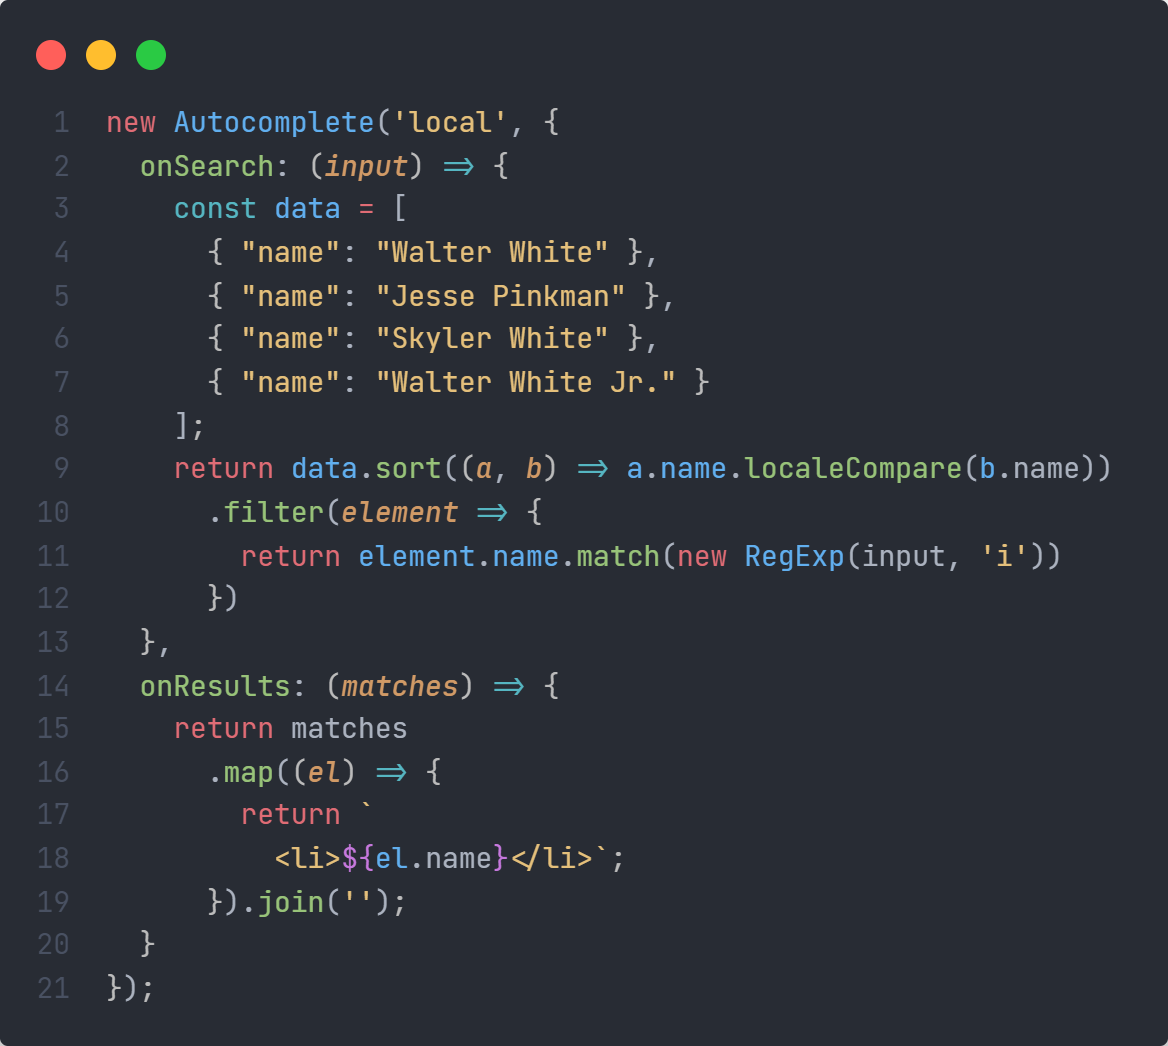 1 new Autocomplete('local', {
2   onSearch: (input) => {
3     const data = [
4       { "name": "Walter White" },
5       { "name": "Jesse Pinkman" },
6       { "name": "Skyler White" },
7       { "name": "Walter White Jr." }
8     ];
9     return data.sort((a, b) => a.name.localeCompare(b.name))
10       .filter(element => {
11         return element.name.match(new RegExp(input, 'i'))
12       })
13   },
14   onResults: (matches) => {
15     return matches
16       .map((el) => {
17         return `
18           <li>${el.name}</li>`;
19       }).join('');
20   }
21 });